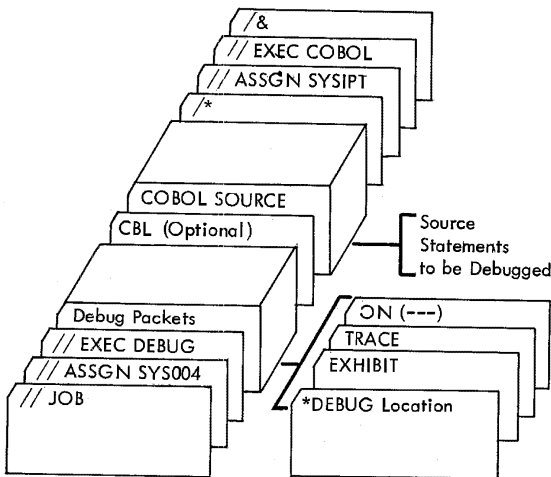 /&
// EXEC COBOL
// ASSGN SYSIPT
/*
COBOL SOURCE
CBL (Optional)
Source
Statements
to be Debugged
Debug Packets
// EXEC DEBUG
// ASSGN SYS004
// JOB
ON (---)
TRACE
EXHIBIT
*DEBUG Location